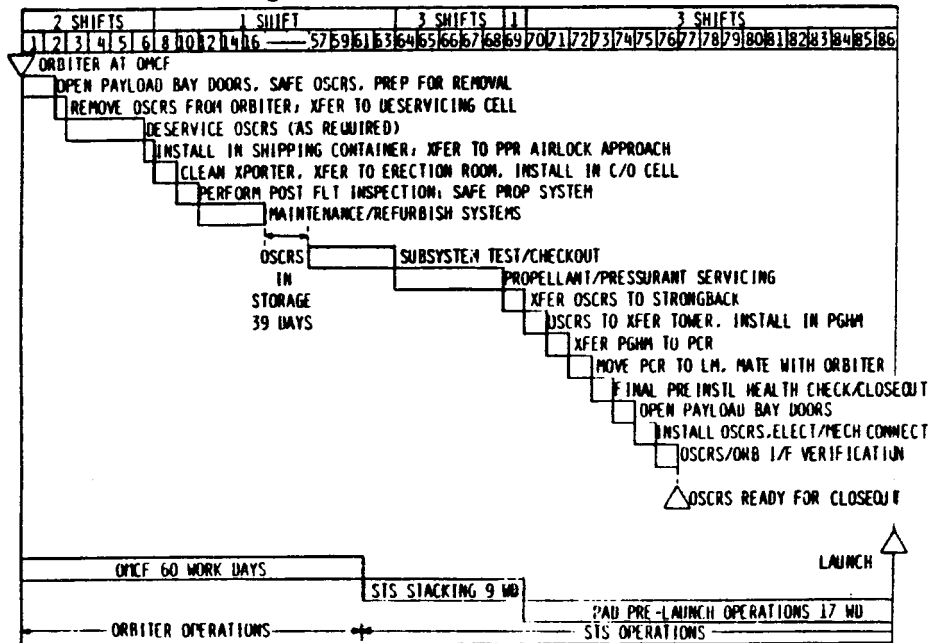 2 SHIFTS 1 SHIFT 3 SHIFTS 1 3 SHIFTS
1 2 3 4 5 6 8 10 12 14 16 —— 57 59 61 63 64 65 66 67 68 69 70 71 72 73 74 75 76 77 78 79 80 81 82 83 84 85 86
ORBITER AT OMCF
OPEN PAYLOAD BAY DOORS, SAFE OSCRS, PREP FOR REMOVAL
REMOVE OSCRS FROM ORBITER; XFER TO DESERVICING CELL
DESERVICE OSCRS (AS REQUIRED)
INSTALL IN SHIPPING CONTAINER; XFER TO PPR AIRLOCK APPROACH
CLEAN XPORTER, XFER TO ERECTION ROOM, INSTALL IN C/O CELL
PERFORM POST FLT INSPECTION; SAFE PROP SYSTEM
MAINTENANCE/REFURBISH SYSTEMS
OSCRS
IN
STORAGE
39 DAYS
SUBSYSTEM TEST/CHECKOUT
PROPELLANT/PRESSURANT SERVICING
XFER OSCRS TO STRONGBACK
OSCRS TO XFER TOWER, INSTALL IN PGHM
XFER PGHM TO PCR
MOVE PCR TO LM, MATE WITH ORBITER
FINAL PRE INSTL HEALTH CHECK/CLOSEOUT
OPEN PAYLOAD BAY DOORS
INSTALL OSCRS, ELECT/MECH CONNECT
OSCRS/ORB I/F VERIFICATION
OSCRS READY FOR CLOSEOUT
LAUNCH
OMCF 60 WORK DAYS
STS STACKING 9 WD
PAD PRE-LAUNCH OPERATIONS 17 WD
ORBITER OPERATIONS STS OPERATIONS